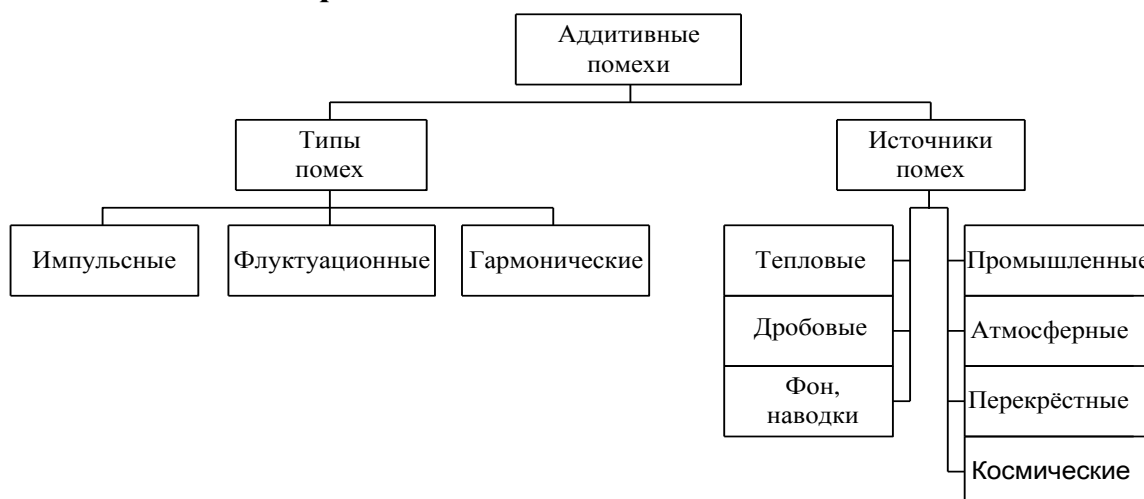 Аддитивные
помехи
Типы
помех
Источники
помех
Импульсные
Флуктуационные
Гармонические
Тепловые
Дробовые
Фон,
наводки
Промышленные
Атмосферные
Перекрёстные
Космические